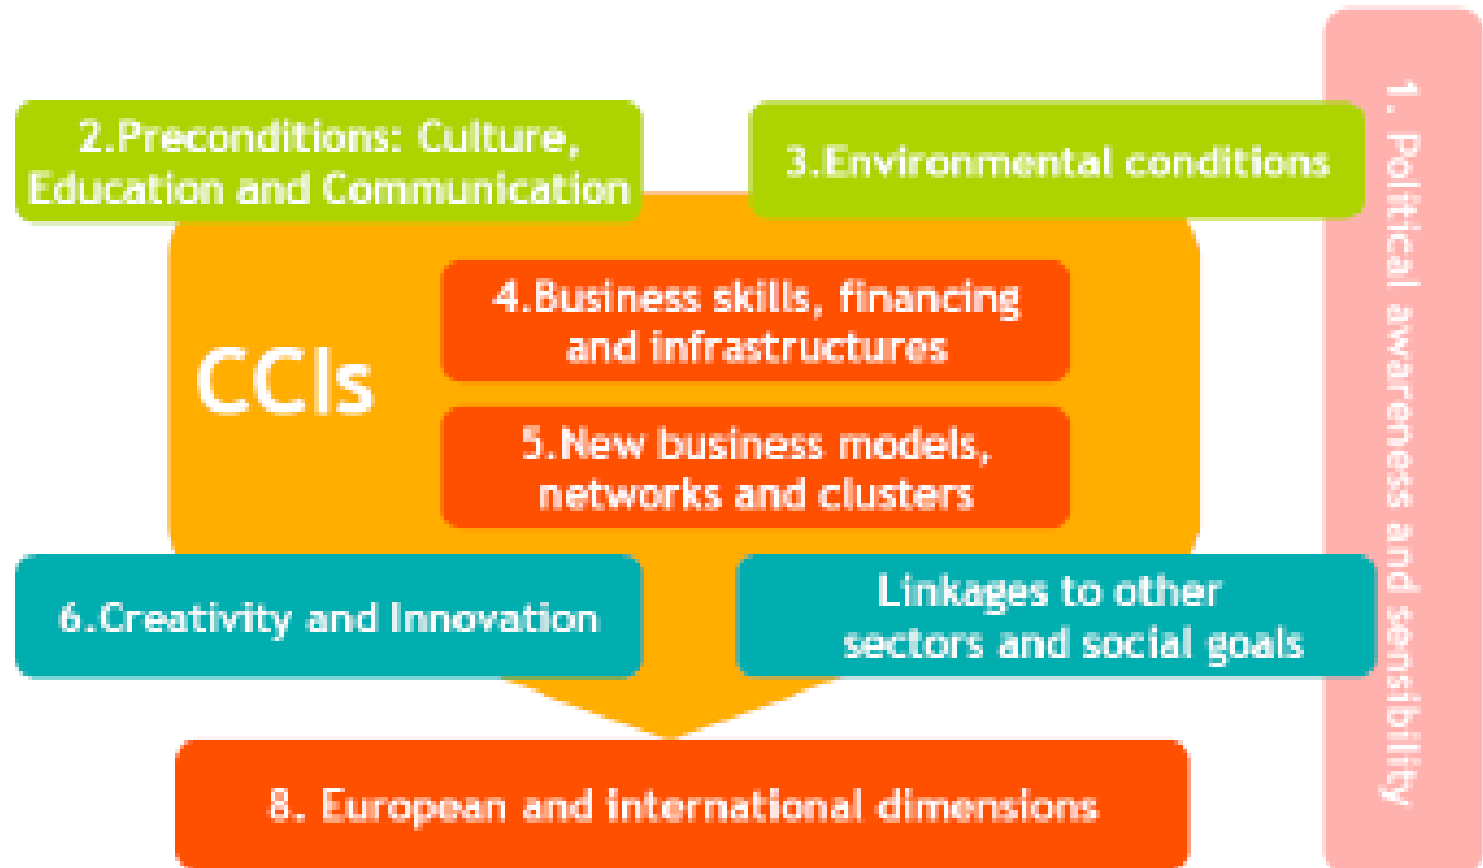 1. Political awareness and sensibility
2.Preconditions: Culture,
Education and Communication
3.Environmental conditions
CCIs
4.Business skills, financing
and infrastructures
5.New business models,
networks and clusters
6.Creativity and Innovation
Linkages to other
sectors and social goals
8. European and international dimensions